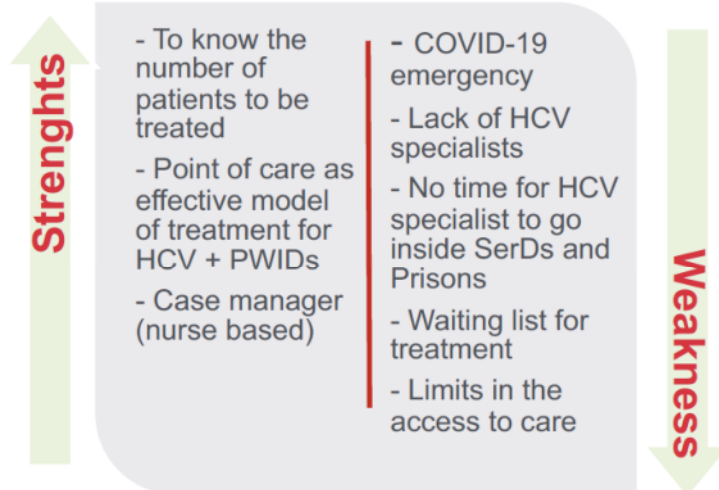 Strenghts
- To know the
number of
patients to be
treated
- Point of care as
effective model
of treatment for
HCV + PWIDs
- Case manager
(nurse based)
- COVID-19
emergency
- Lack of HCV
specialists
- No time for HCV
specialist to go
inside SerDs and
Prisons
- Waiting list for
treatment
- Limits in the
access to care
Weakness